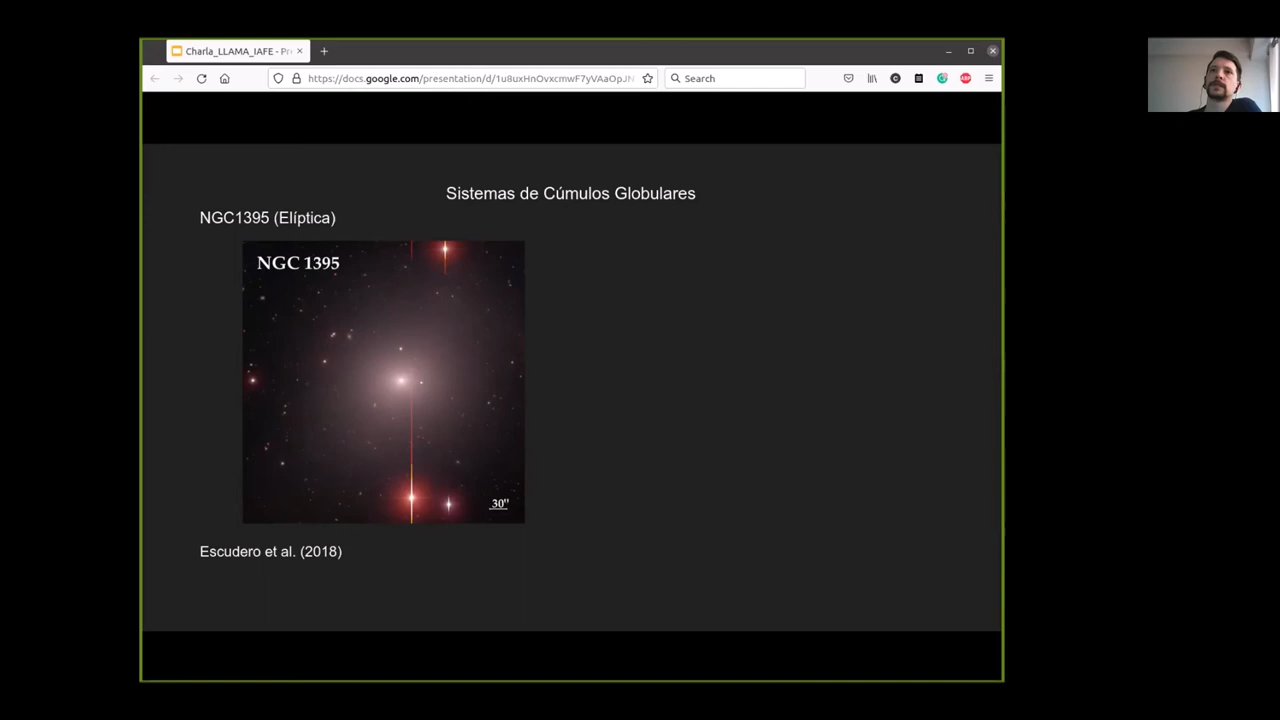 Charla_LLAMA_IAFE - Pr
https://docs.google.com/presentation/d/1u8uxHnOvxcmwF7yVAaOpJN
Search
Sistemas de Cúmulos Globulares
NGC1395 (Elíptica)
NGC 1395
30"
Escudero et al. (2018)